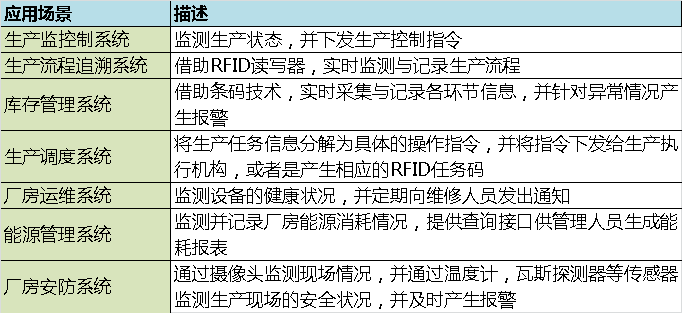 应用场景 描述
生产监控制系统 监测生产状态，并下发生产控制指令
生产流程追溯系统 借助RFID读写器，实时监测与记录生产流程
库存管理系统 借助条码技术，实时采集与记录各环节信息，并针对异常情况产
生报警
生产调度系统 将生产任务信息分解为具体的操作指令，并将指令下发给生产执
行机构，或者是产生相应的RFID任务码
厂房运维系统 监测设备的健康状况，并定期向维修人员发出通知
能源管理系统 监测并记录厂房能源消耗情况，提供查询接口供管理人员生成能
耗报表
厂房安防系统 通过摄像头监测现场情况，并通过温度计，瓦斯探测器等传感器
监测生产现场的安全状况，并及时产生报警